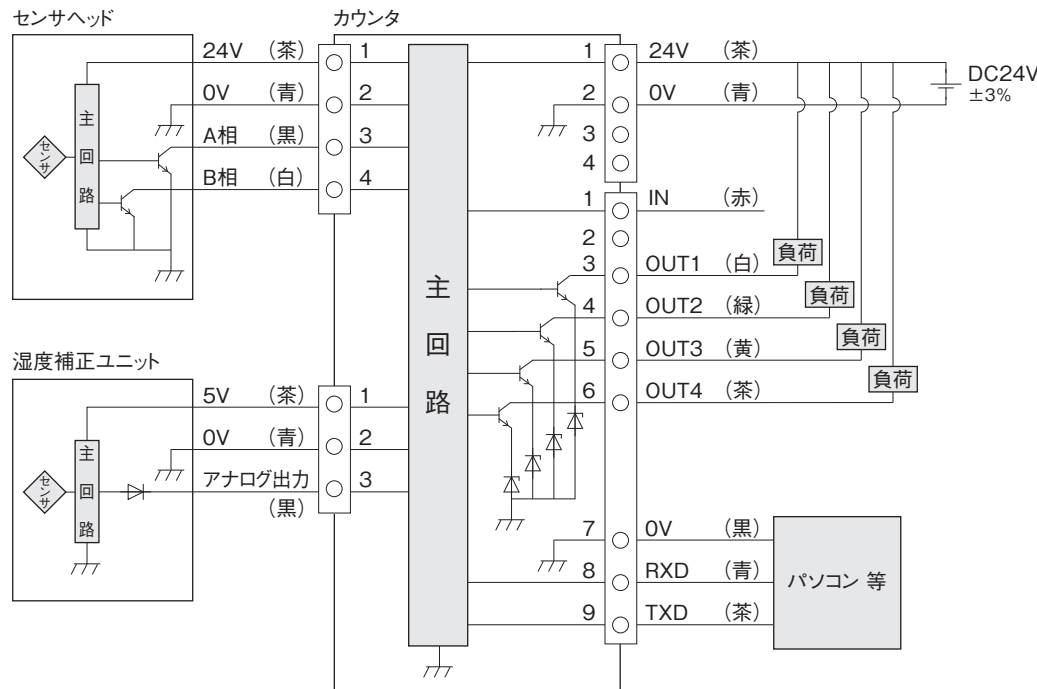 センサヘッド
カウンタ
24V （茶） 1
0V （青） 2
A相 （黒） 3
B相 （白） 4
センサ
主回路
湿度補正ユニット
5V （茶） 1
0V （青） 2
アナログ出力 3
（黒）
センサ
主回路
主回路
1 24V （茶）
2 0V （青）
3
4
DC24V
±3%
1 IN （赤）
2
3 OUT1 （白） 負荷
4 OUT2 （緑） 負荷
5 OUT3 （黄） 負荷
6 OUT4 （茶） 負荷
7 0V （黒）
8 RXD （青）
9 TXD （茶）
パソコン 等